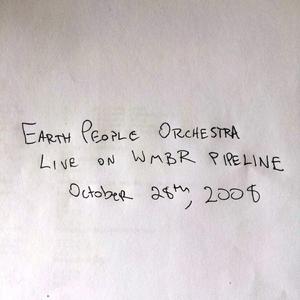 Earth People Orchestra
Live on WMBR Pipeline
October 28th, 2008